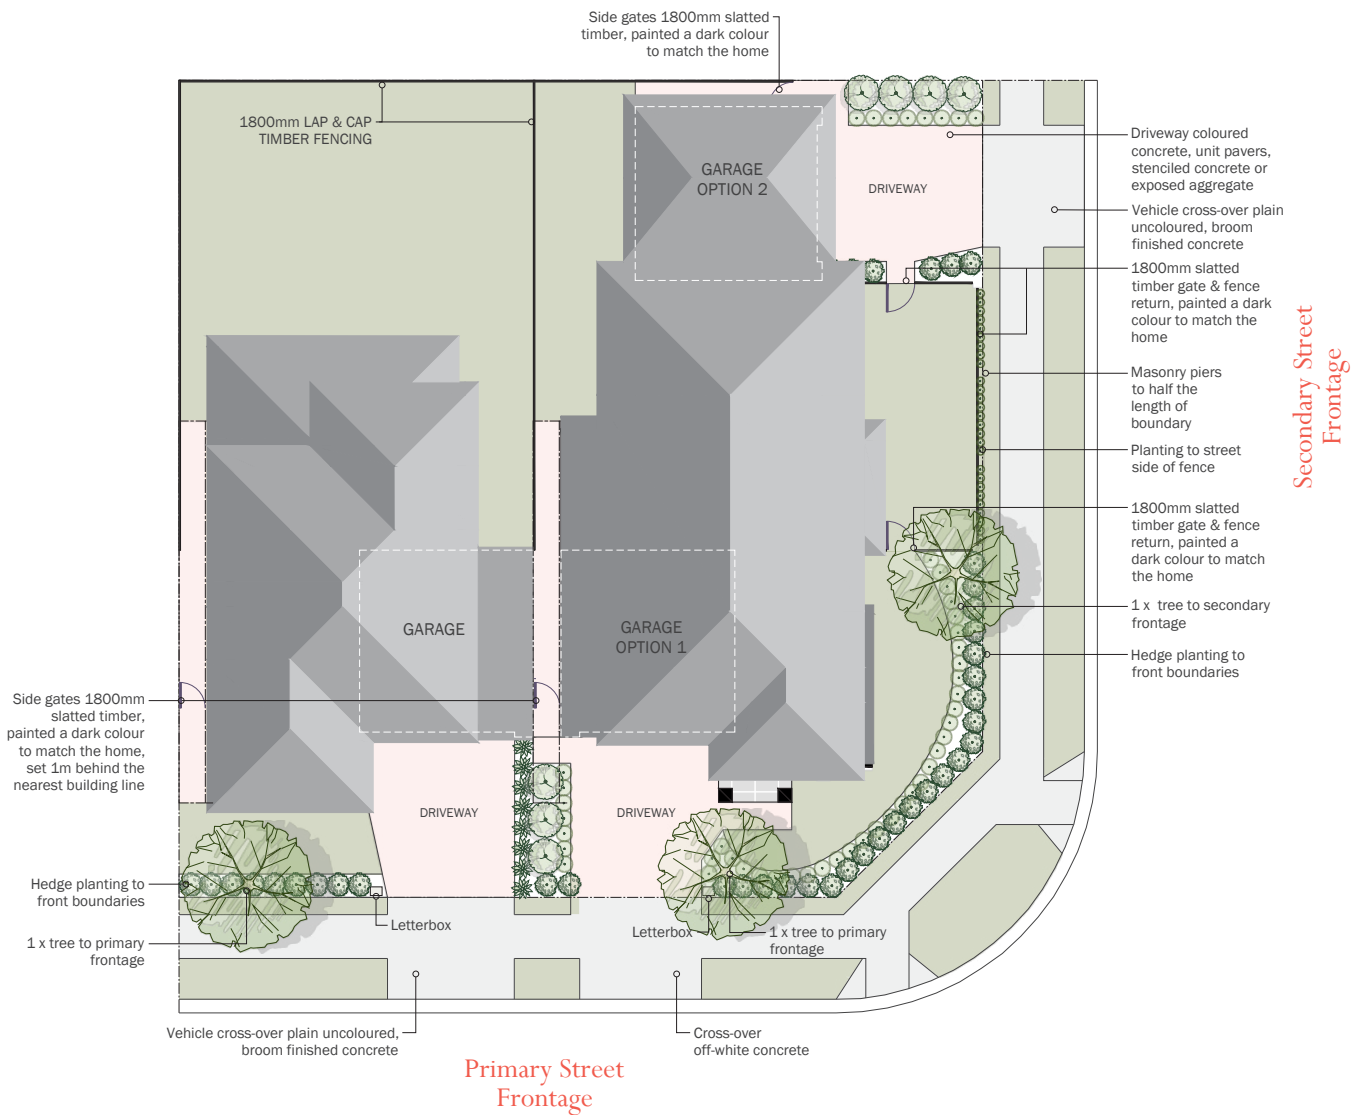 Side gates 1800mm slatted
timber, painted a dark colour
to match the home
1800mm LAP & CAP
TIMBER FENCING
GARAGE
OPTION 2
DRIVEWAY
Driveway coloured
concrete, unit pavers,
stenciled concrete or
exposed aggregate
Vehicle cross-over plain
uncoloured, broom
finished concrete
1800mm slatted
timber gate & fence
return, painted a dark
colour to match the
home
Masonry piers
to half the
length of
boundary
Planting to street
side of fence
1800mm slatted
timber gate & fence
return, painted a
dark colour to match
the home
1 x tree to secondary
frontage
Hedge planting to
front boundaries
Secondary Street
Frontage
GARAGE
GARAGE
OPTION 1
Side gates 1800mm
slatted timber,
painted a dark colour
to match the home,
set 1m behind the
nearest building line
DRIVEWAY
DRIVEWAY
Hedge planting to
front boundaries
Letterbox
1 x tree to primary
frontage
Letterbox
1 x tree to primary
frontage
Vehicle cross-over plain uncoloured,
broom finished concrete
Cross-over
off-white concrete
Primary Street
Frontage